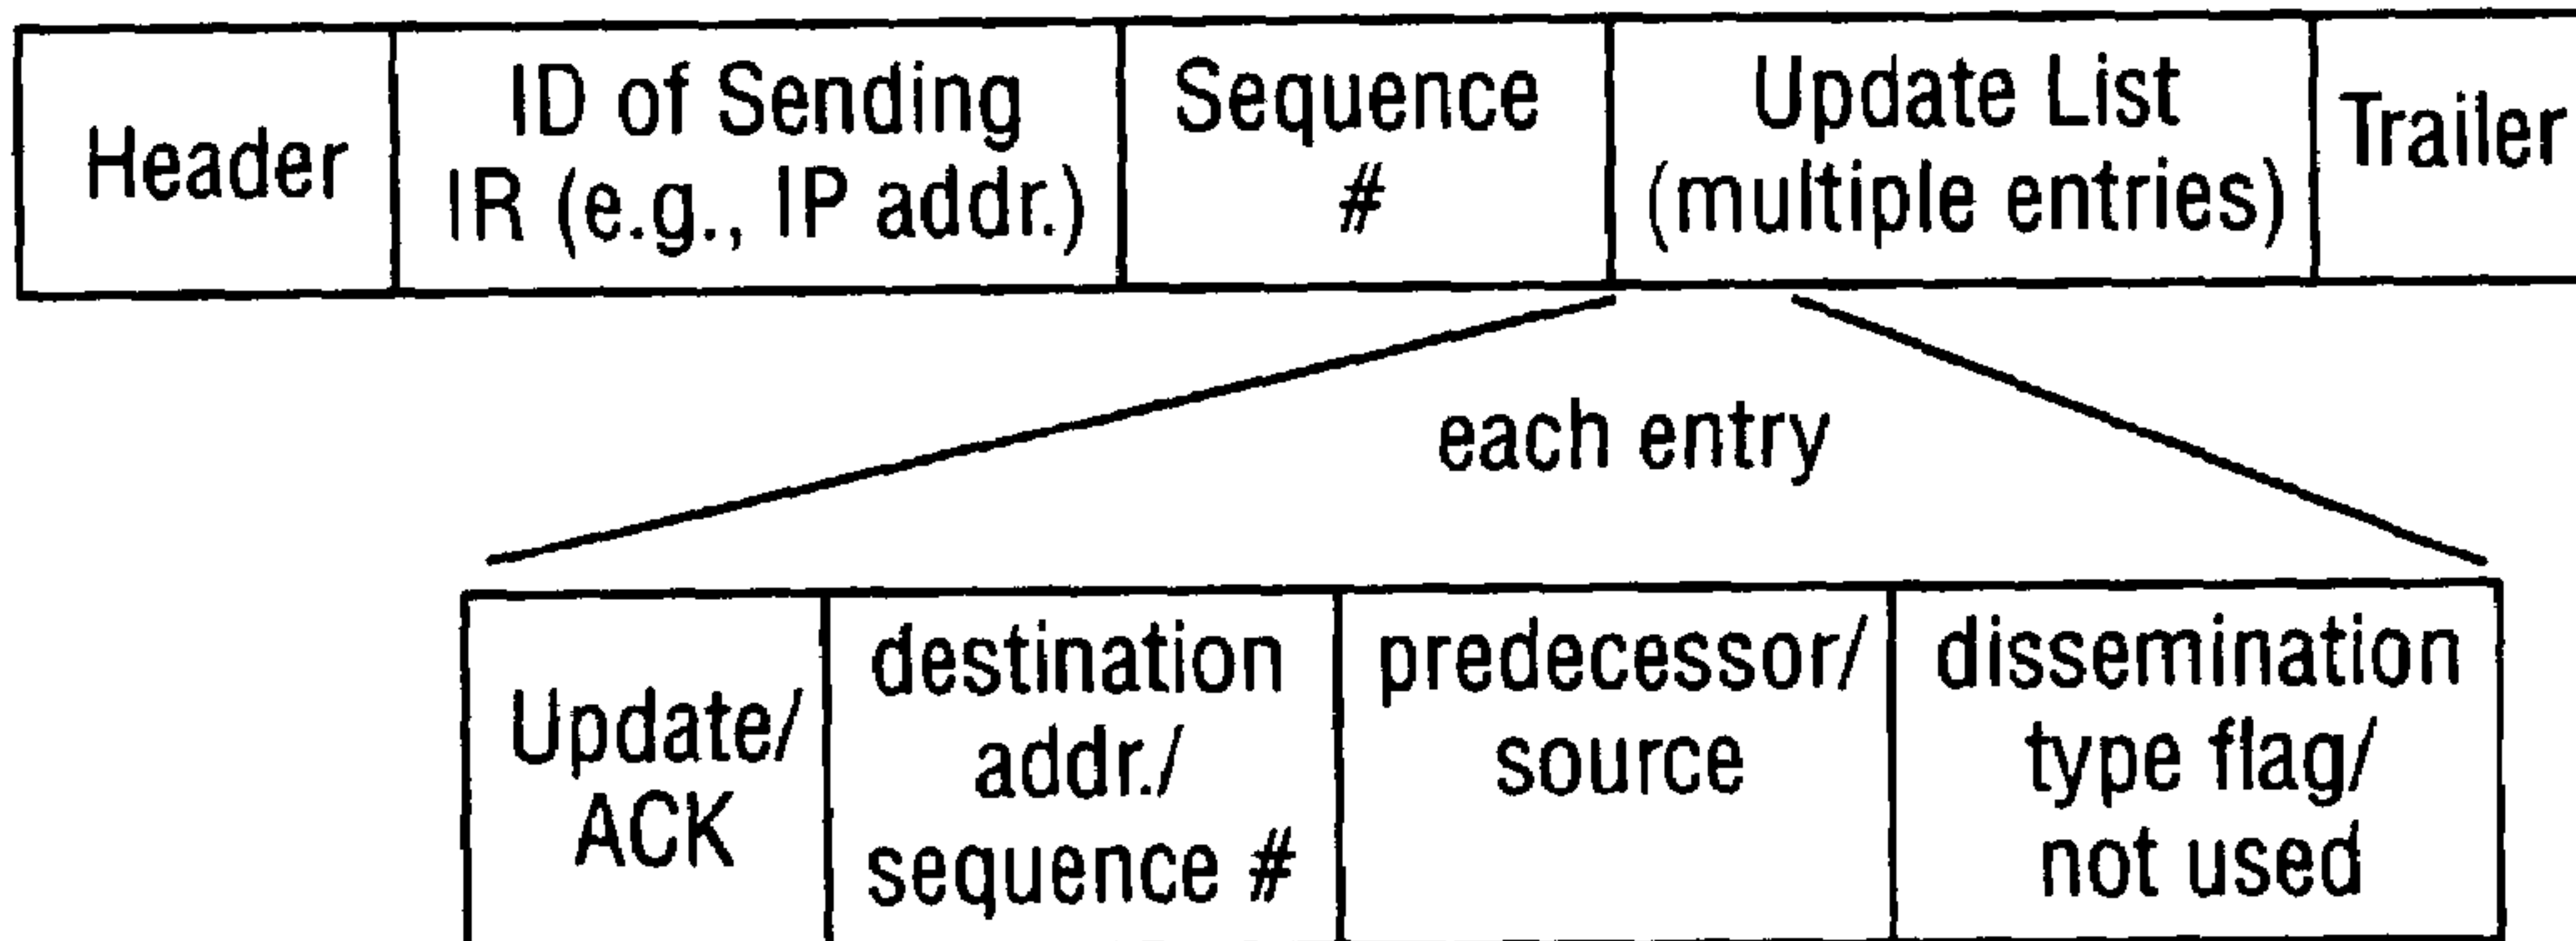 Header
ID of Sending
IR (e.g., IP addr.)
Sequence
#
Update List
(multiple entries)
Trailer
each entry
Update/
ACK
destination
addr./
sequence #
predecessor/
source
dissemination
type flag/
not used